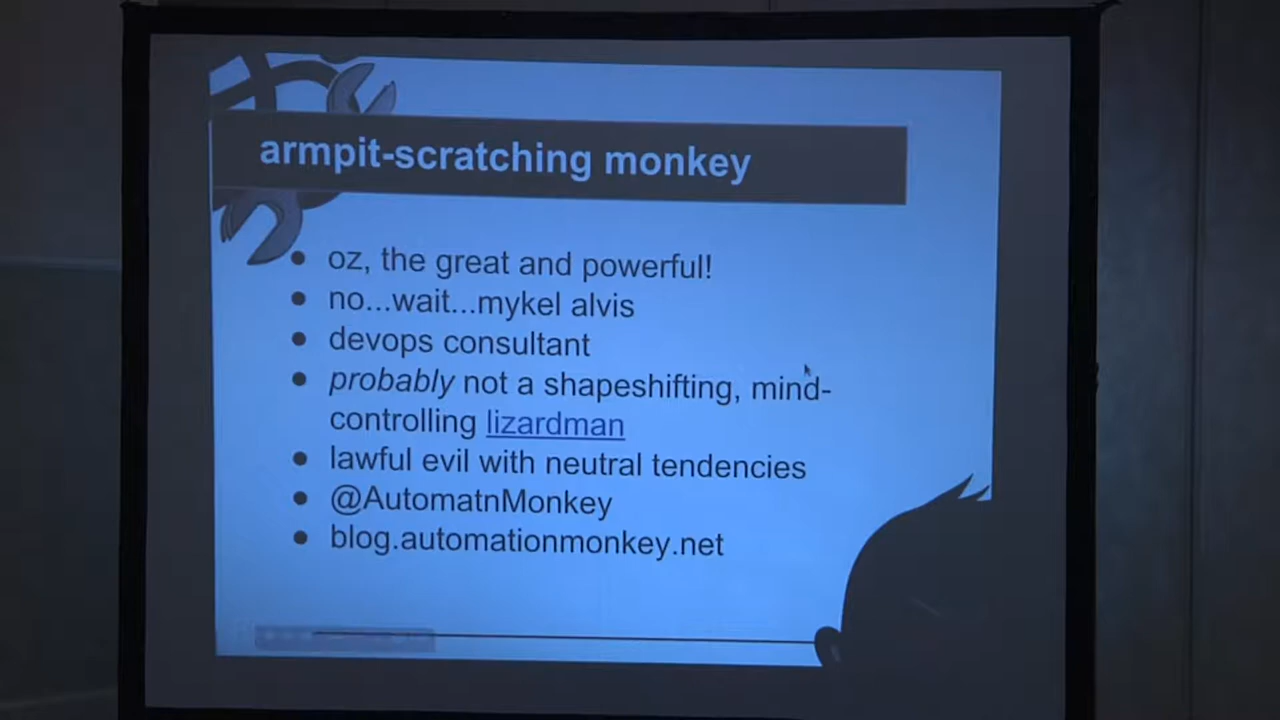 armpit-scratching monkey
oz, the great and powerful!
no...wait...mykel alvis
devops consultant
probably not a shapeshifting, mind-
controlling lizardman
lawful evil with neutral tendencies
@AutomatnMonkey
blog.automationmonkey.net